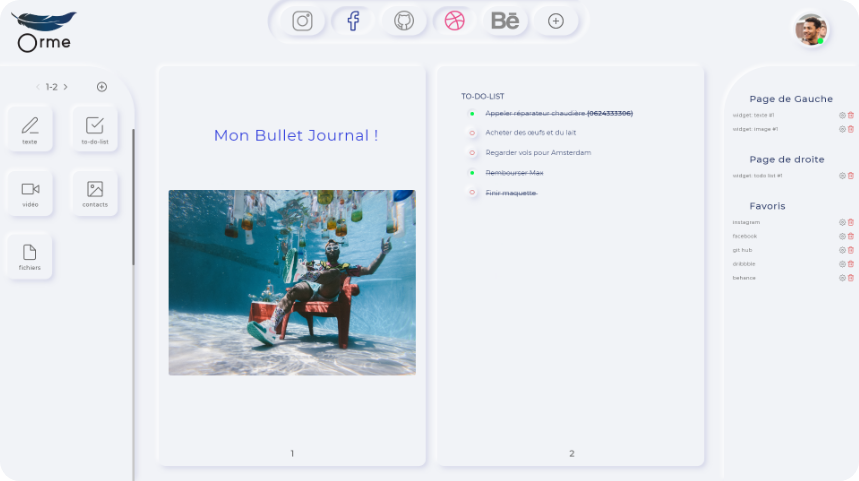 Orme
Bē
1-2
texte
to-do-list
vidéo
contacts
fichiers
Mon Bullet Journal !
1
TO-DO-LIST
Appeler réparateur chaudière (0624333306)
Acheter des œufs et du lait
Regarder vols pour Amsterdam
Rembourser Max
Finir maquette
2
Page de Gauche
widget: texte #1
widget: image #1
Page de droite
widget: todo list #1
Favoris
instagram
facebook
git hub
dribbble
behance